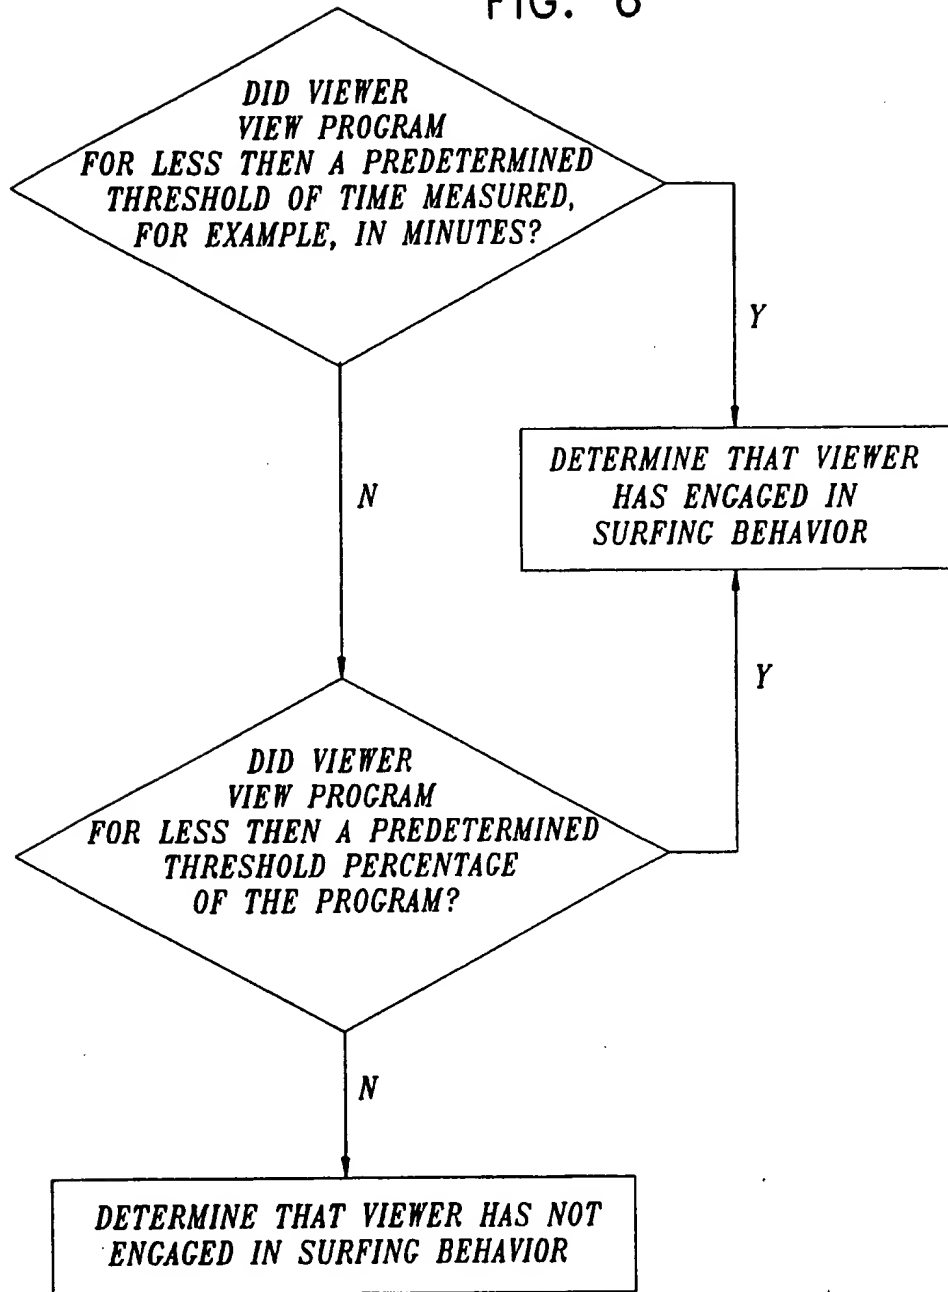 FIG. 6
DID VIEWER
VIEW PROGRAM
FOR LESS THEN A PREDETERMINED
THRESHOLD OF TIME MEASURED,
FOR EXAMPLE, IN MINUTES?
Y
DETERMINE THAT VIEWER
HAS ENGAGED IN
SURFING BEHAVIOR
N
Y
DID VIEWER
VIEW PROGRAM
FOR LESS THEN A PREDETERMINED
THRESHOLD PERCENTAGE
OF THE PROGRAM?
N
DETERMINE THAT VIEWER HAS NOT
ENGAGED IN SURFING BEHAVIOR